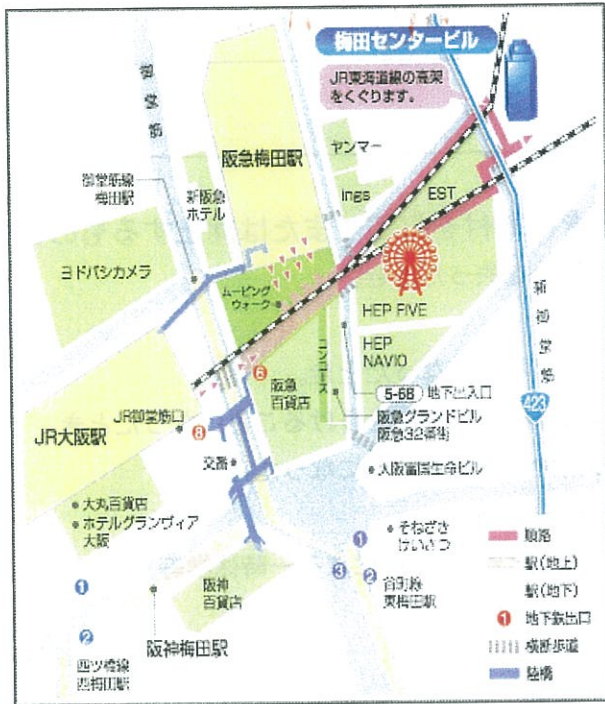 梅田センタービル
JR東海道線の高架
をくぐります。
阪急梅田駅
ヤンマー
ings
EST
御堂筋線
梅田駅
新阪急
ホテル
ヨドバシカメラ
ムービング
ウォーク
HEP FIVE
HEP
NAVIO
コンコース
6
阪急
百貨店
5-6B 地下出入口
阪急グランドビル
阪急32番街
423
JR御堂筋口
8
JR大阪駅
交番
大阪富国生命ビル
大丸百貨店
ホテルグランヴィア
大阪
1
そねざき
けいさつ
3
2
谷町線
東梅田駅
阪神
百貨店
1
2
四ツ橋線
西梅田駅
阪神梅田駅
順路
駅(地上)
駅(地下)
1 地下鉄出口
横断歩道
陸橋